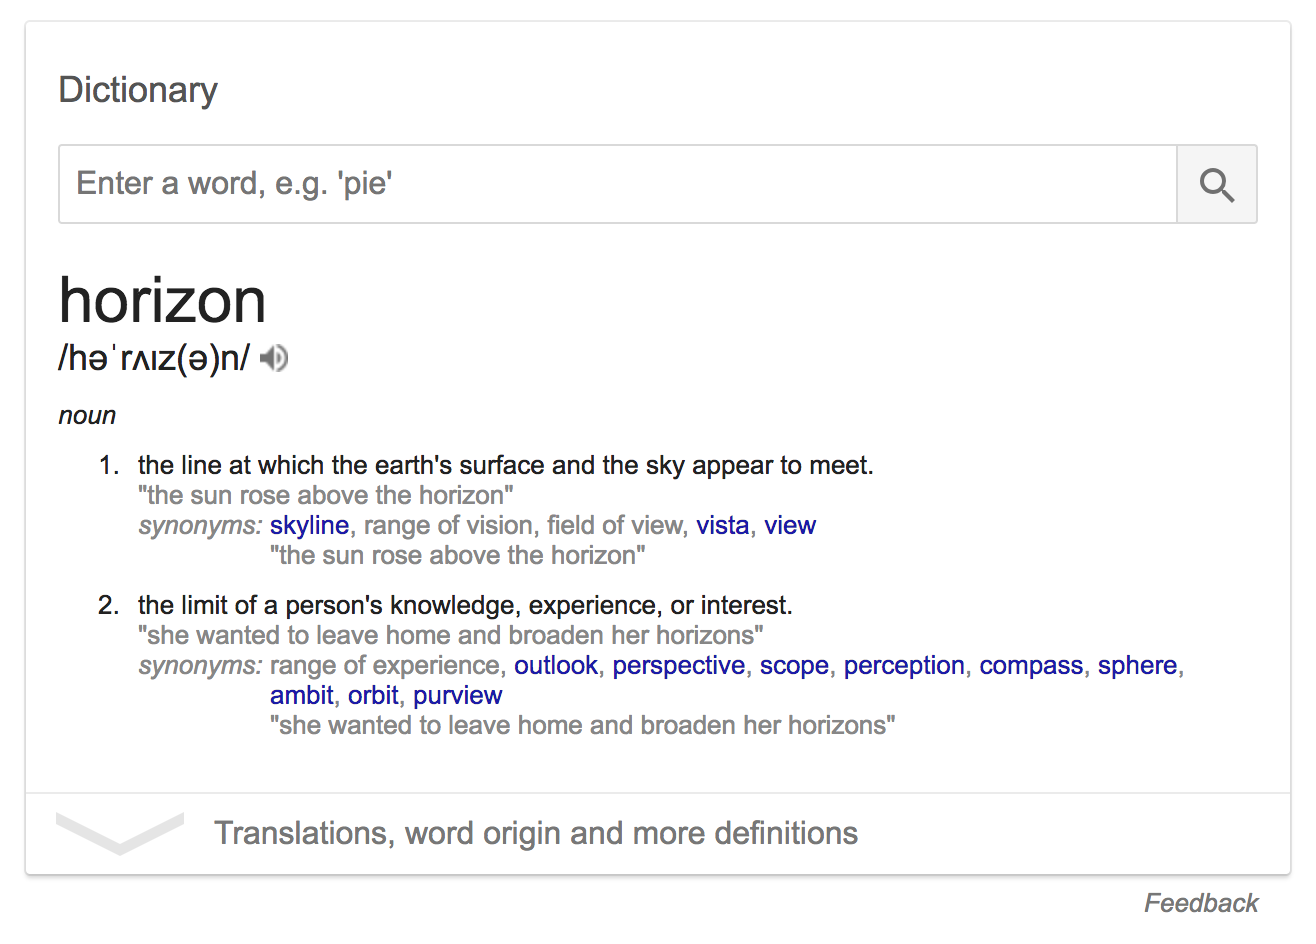 Dictionary
Enter a word, e.g. 'pie'
horizon
/həˈrʌɪz(ə)n/
noun
1. the line at which the earth's surface and the sky appear to meet.
"the sun rose above the horizon"
synonyms: skyline, range of vision, field of view, vista, view
"the sun rose above the horizon"
2. the limit of a person's knowledge, experience, or interest.
"she wanted to leave home and broaden her horizons"
synonyms: range of experience, outlook, perspective, scope, perception, compass, sphere,
ambit, orbit, purview
"she wanted to leave home and broaden her horizons"
Translations, word origin and more definitions
Feedback